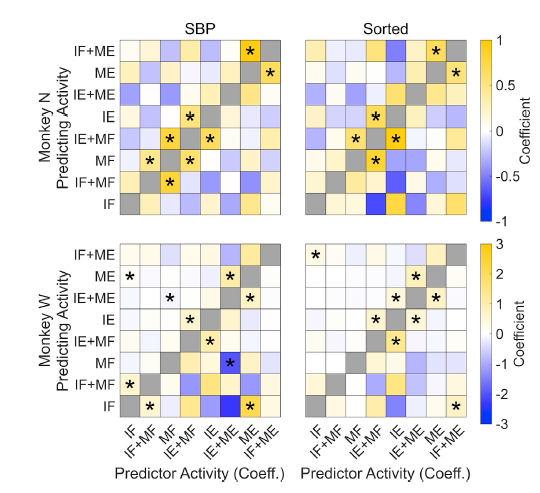 SBP
Sorted
Monkey N
Predicting Activity
IF+ME
ME
IE+ME
IE
IE+MF
MF
IF+MF
IF
* * * * * * * * *
* * * * * *
1
0.5
0
-0.5
-1
Coefficient
Monkey W
Predicting Activity
IF+ME
ME
IE+ME
IE
IE+MF
MF
IF+MF
IF
* * * * * * * * * *
* * * * * * * *
3
2
1
0
-1
-2
-3
Coefficient
IF
IF+MF
MF
IE+MF
IE
IE+ME
ME
IF+ME
IF
IF+MF
MF
IE+MF
IE
IE+ME
ME
IF+ME
Predictor Activity (Coeff.)
Predictor Activity (Coeff.)